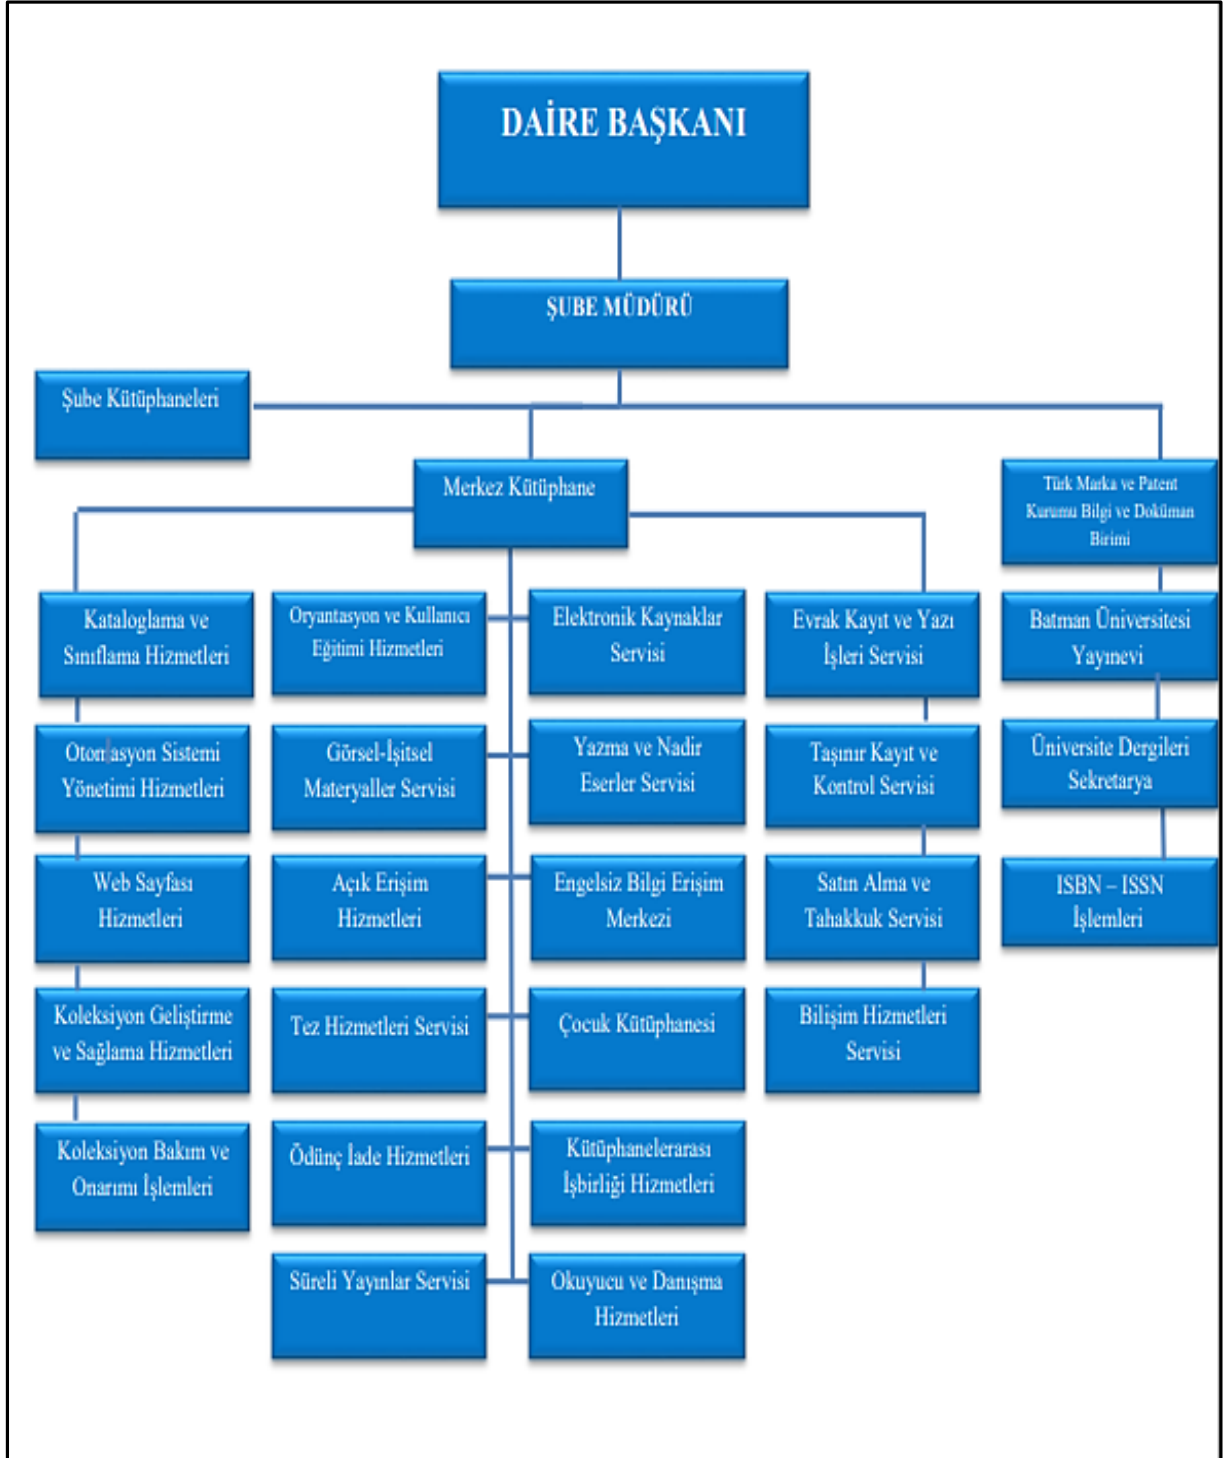 DAİRE BAŞKANI
ŞUBE MÜDÜRÜ
Şube Kütüphaneleri
Merkez Kütüphane
Türk Marka ve Patent
Kurumu Bilgi ve Doküman
Birimi
Kataloglama ve
Sınıflama Hizmetleri
Oryantasyon ve Kullanıcı
Eğitimi Hizmetleri
Elektronik Kaynaklar
Servisi
Evrak Kayıt ve Yazı
İşleri Servisi
Batman Üniversitesi
Yayınevi
Otomasyon Sistemi
Yönetimi Hizmetleri
Görsel-İşitsel
Materyaller Servisi
Yazma ve Nadir
Eserler Servisi
Taşınır Kayıt ve
Kontrol Servisi
Üniversite Dergileri
Sekretarya
Web Sayfası
Hizmetleri
Açık Erişim
Hizmetleri
Engelsiz Bilgi Erişim
Merkezi
Satın Alma ve
Tahakkuk Servisi
ISBN – ISSN
İşlemleri
Koleksiyon Geliştirme
ve Sağlama Hizmetleri
Tez Hizmetleri Servisi
Çocuk Kütüphanesi
Bilişim Hizmetleri
Servisi
Koleksiyon Bakım ve
Onarımı İşlemleri
Ödünç İade Hizmetleri
Kütüphanelerarası
İşbirliği Hizmetleri
Süreli Yayınlar Servisi
Okuyucu ve Danışma
Hizmetleri